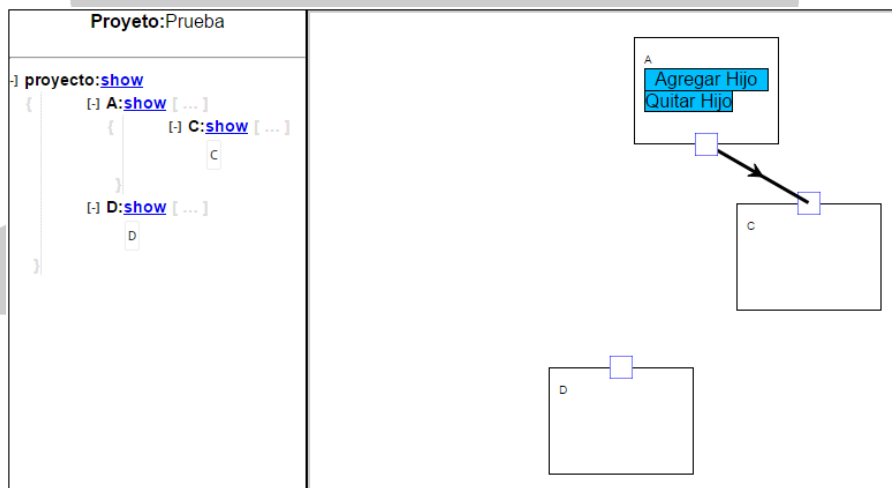 Proyeto:Prueba
-] proyecto:show
{ [-] A:show [ ... ]
{ [-] C:show [ ... ]
C
}
[-] D:show [ ... ]
D
}
A
Agregar Hijo
Quitar Hijo
C
D